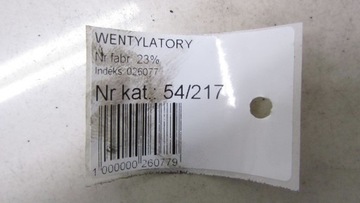 WENTYLATORY
Nr fabr. 23%
Indeks: 026077
Nr kat.: 54/217
1 000000 260779